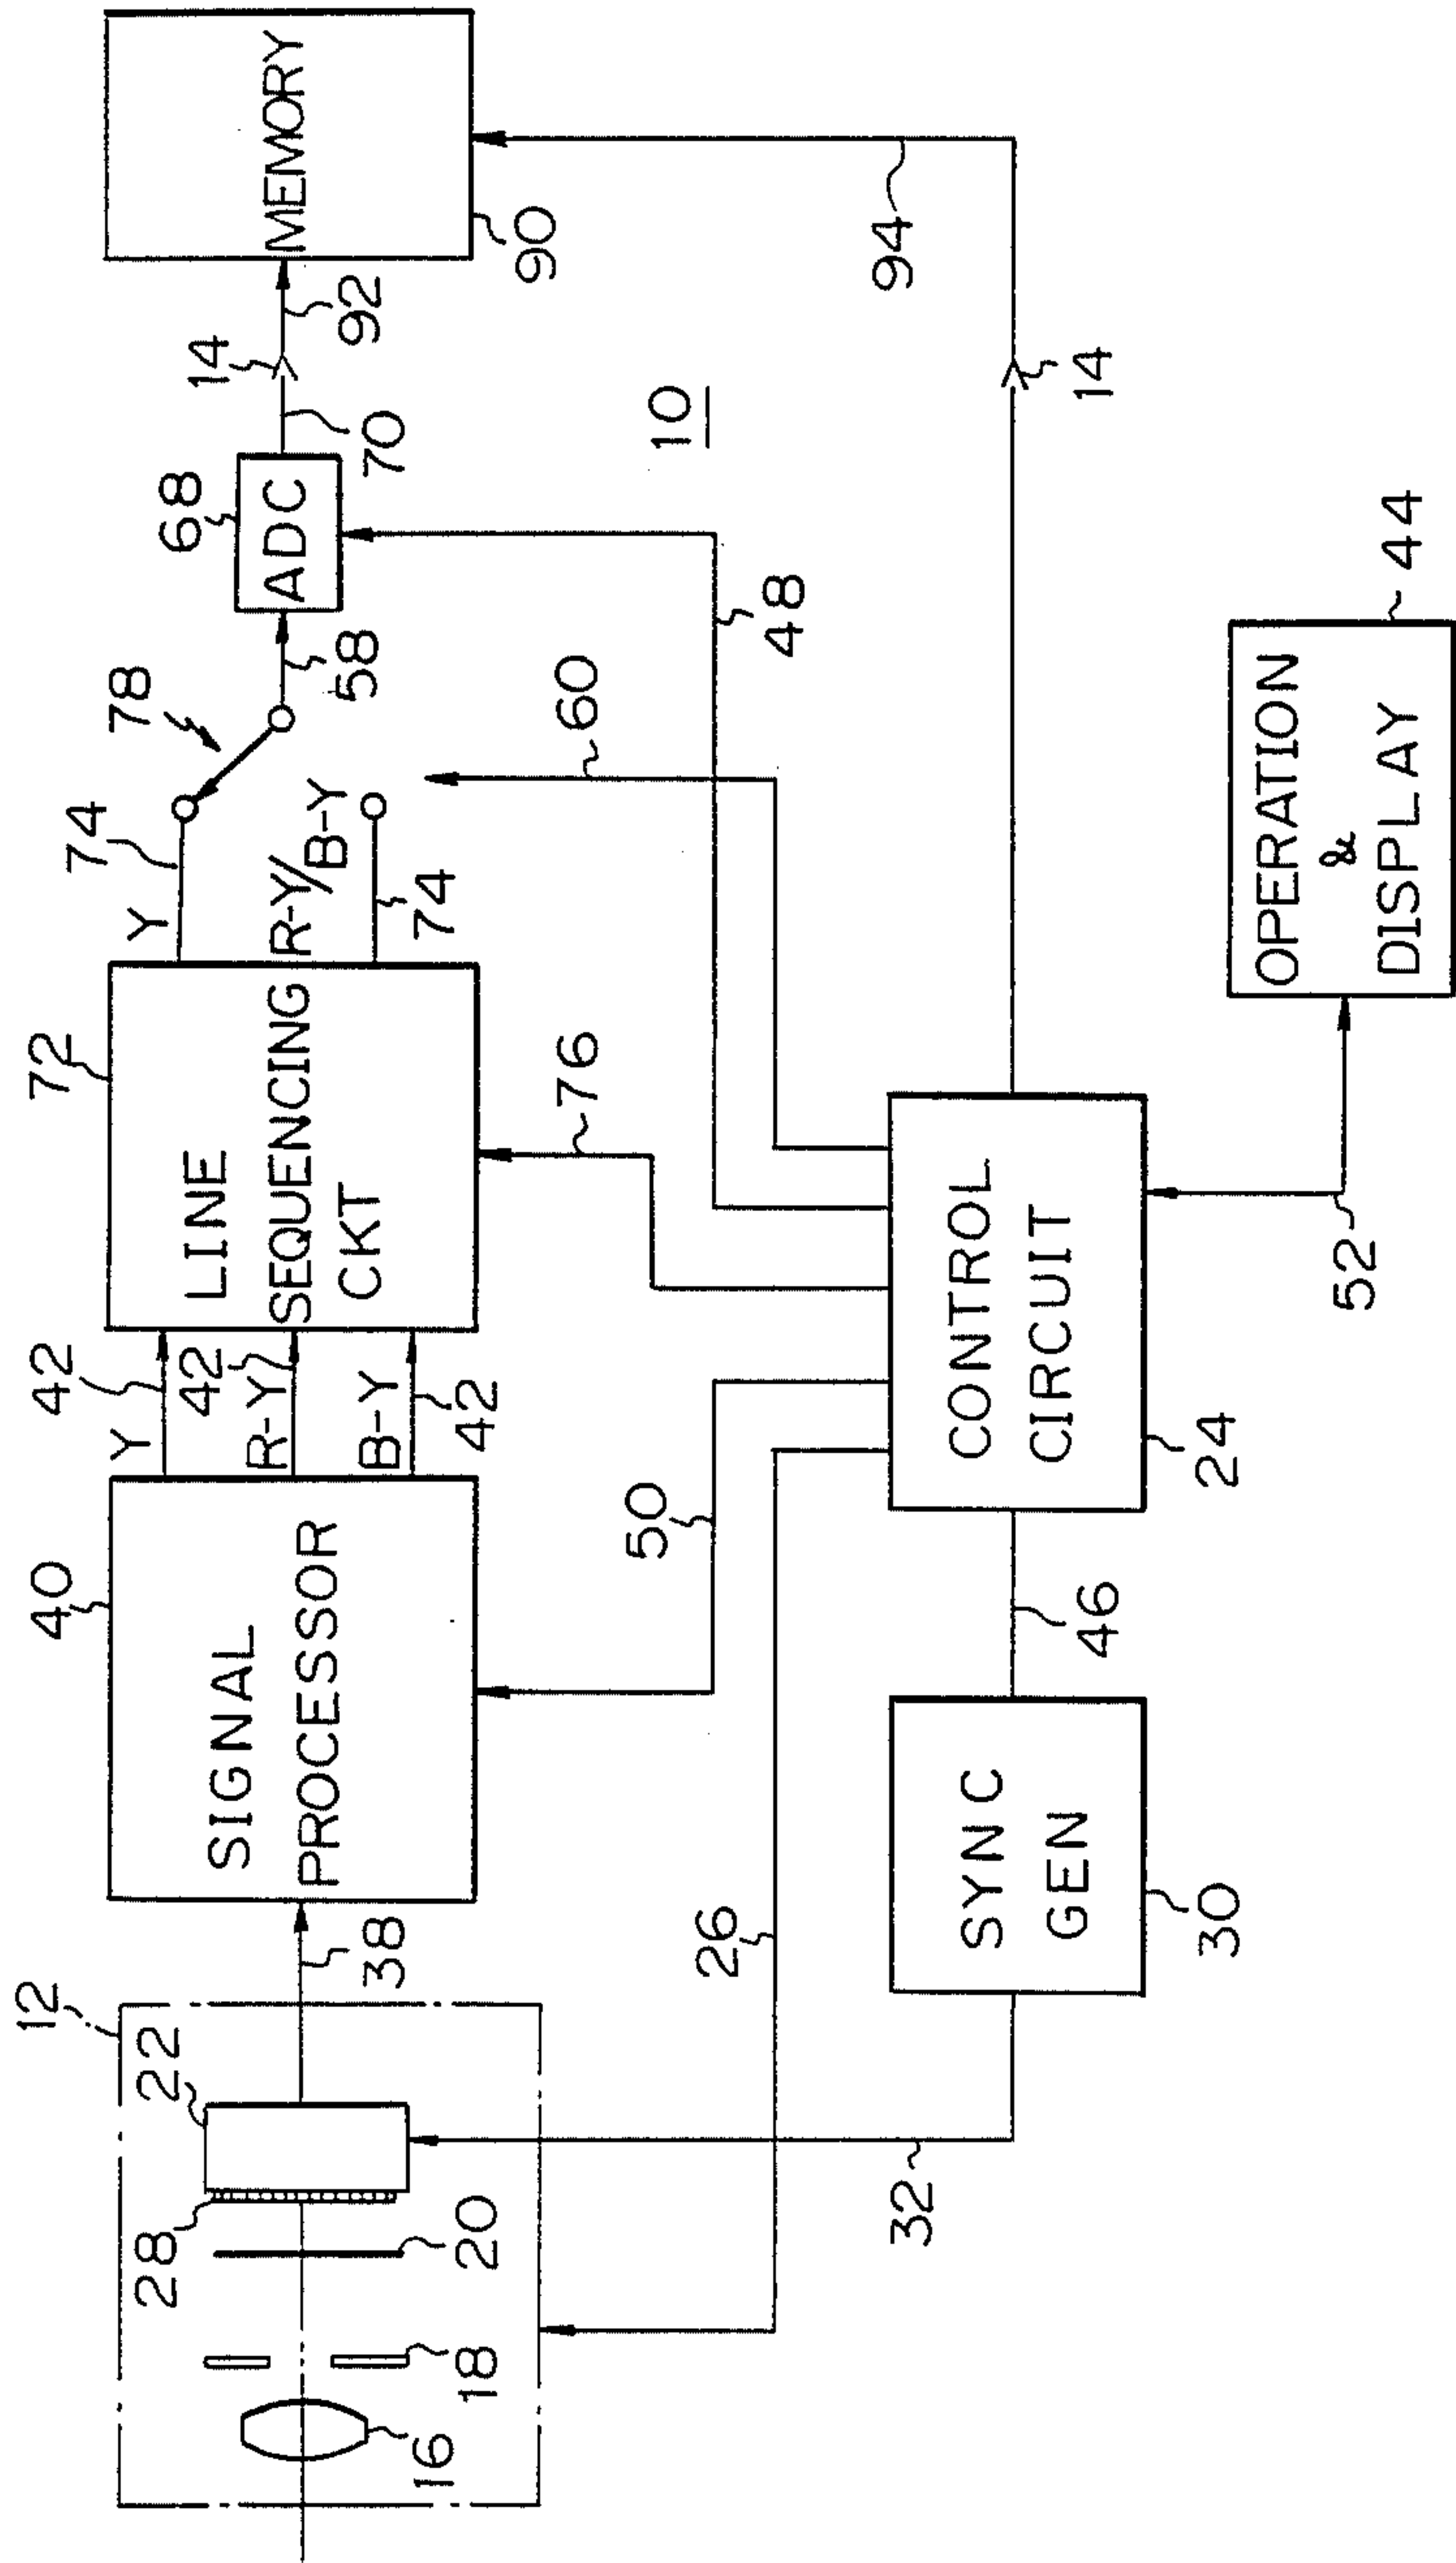 12
22
28
20
18
16
38
40
SIGNAL
PROCESSOR
42
Y
42
R-Y
B-Y
42
72
LINE
SEQUENCING
CKT
74
Y
R-Y/
B-Y
74
78
58
68
ADC
70
14
92
MEMORY
90
10
94
14
26
50
76
60
48
32
SYNC
GEN
30
46
CONTROL
CIRCUIT
24
52
OPERATION
&
DISPLAY
44